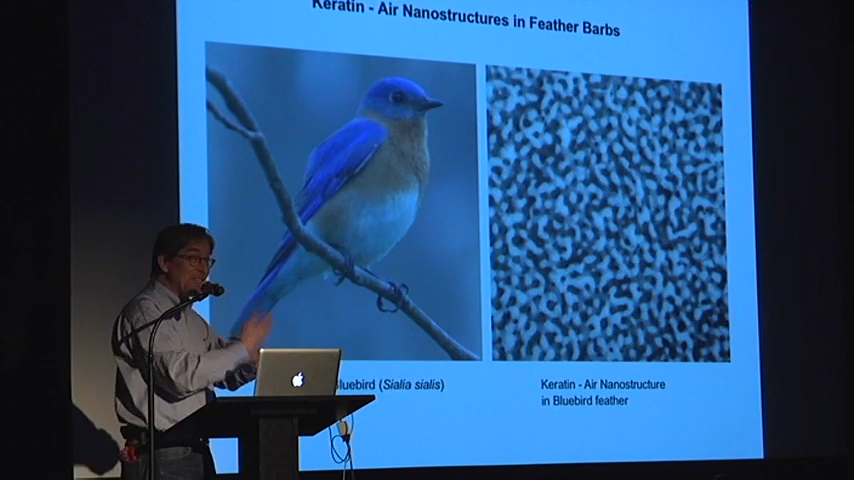 Keratin - Air Nanostructures in Feather Barbs
Bluebird (Sialia sialis)
Keratin - Air Nanostructure
in Bluebird feather